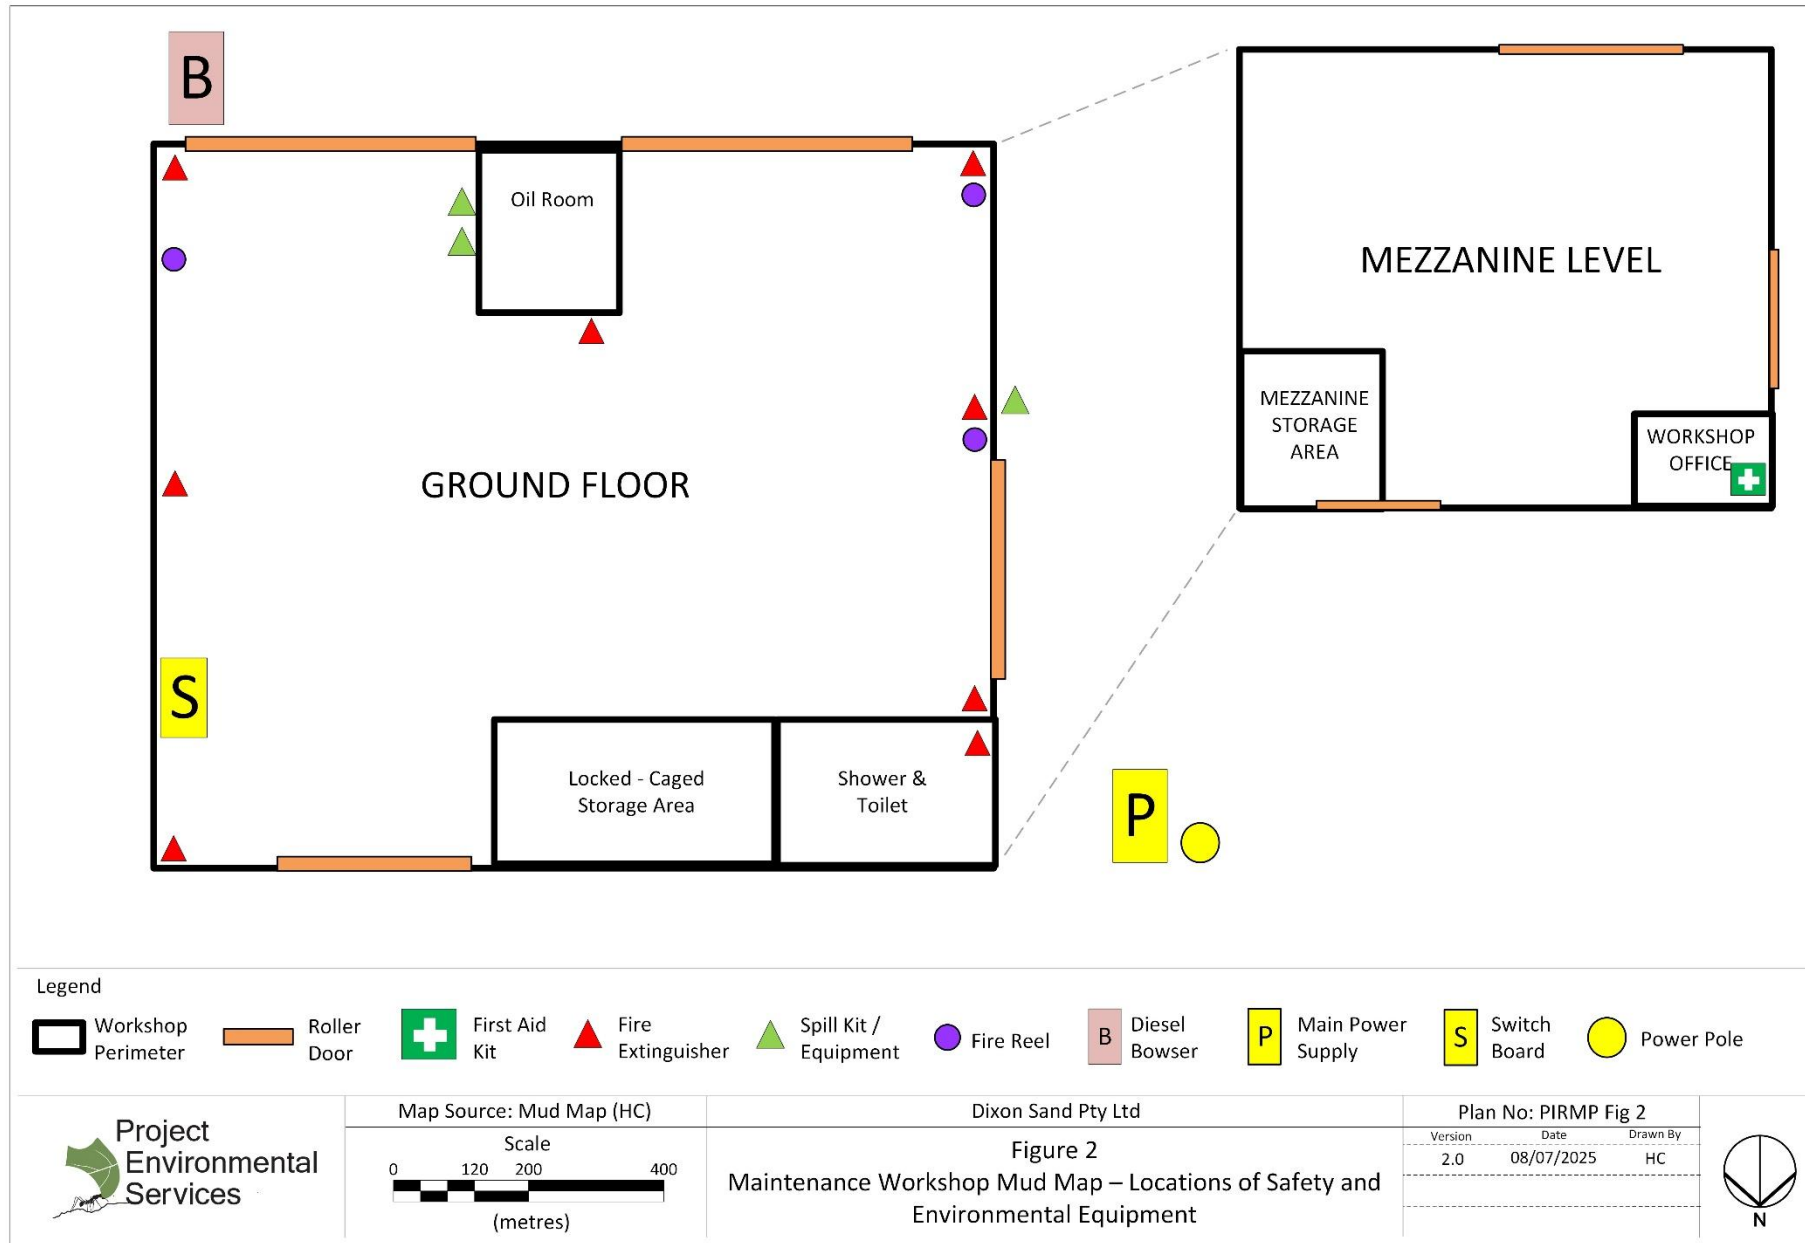 B
Oil Room
GROUND FLOOR
S
Locked - Caged
Storage Area
Shower &
Toilet
MEZZANINE LEVEL
MEZZANINE
STORAGE
AREA
WORKSHOP
OFFICE
P
Legend
Workshop
Perimeter
Roller
Door
First Aid
Kit
Fire
Extinguisher
Spill Kit /
Equipment
Fire Reel
B
Diesel
Bowser
P
Main Power
Supply
S
Switch
Board
Power Pole
Project
Environmental
Services
Map Source: Mud Map (HC)
Scale
0 120 200 400
(metres)
Dixon Sand Pty Ltd
Figure 2
Maintenance Workshop Mud Map – Locations of Safety and
Environmental Equipment
Plan No: PIRMP Fig 2
Version Date Drawn By
2.0 08/07/2025 HC
N